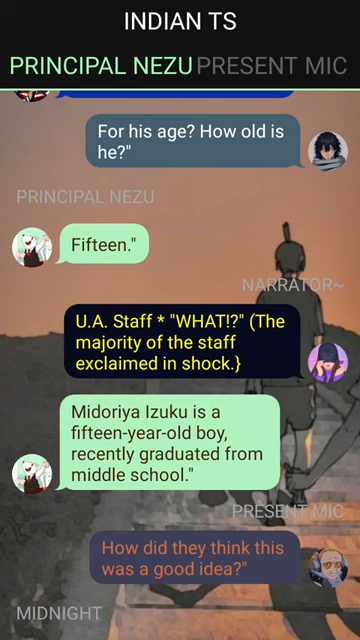 INDIAN TS
PRINCIPAL NEZU PRESENT MIC
For his age? How old is
he?"
PRINCIPAL NEZU
Fifteen."
NARRATOR~
U.A. Staff * "WHAT!?" (The
majority of the staff
exclaimed in shock.}
Midoriya Izuku is a
fifteen-year-old boy,
recently graduated from
middle school."
PRESENT MIC
How did they think this
was a good idea?"
MIDNIGHT